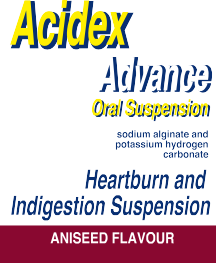 Acidex
Advance
Oral Suspension
sodium alginate and
potassium hydrogen
carbonate
Heartburn and
Indigestion Suspension
ANISEED FLAVOUR